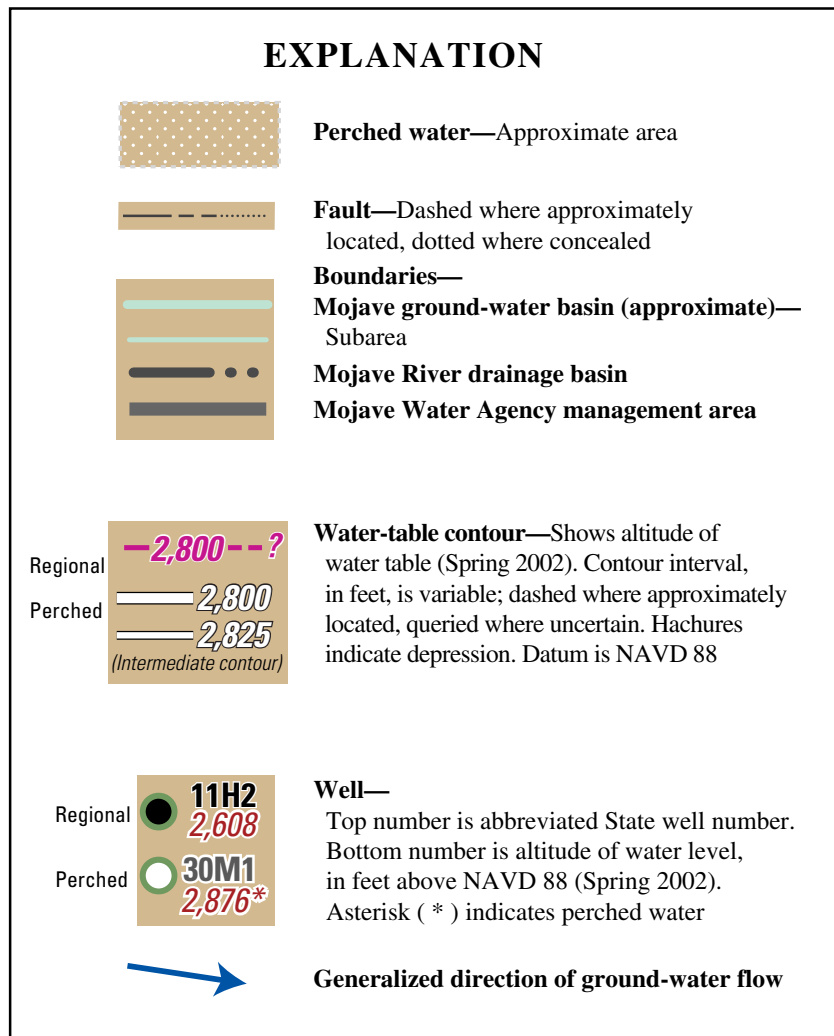 EXPLANATION
Perched water—Approximate area
Fault—Dashed where approximately
located, dotted where concealed
Boundaries—
Mojave ground-water basin (approximate)—
Subarea
Mojave River drainage basin
Mojave Water Agency management area
Regional
Perched
2,800 ?
2,800
2,825
(Intermediate contour)
Water-table contour—Shows altitude of
water table (Spring 2002). Contour interval,
in feet, is variable; dashed where approximately
located, queried where uncertain. Hachures
indicate depression. Datum is NAVD 88
Regional
11H2
2,608
Perched
30M1
2,876*
Well—
Top number is abbreviated State well number.
Bottom number is altitude of water level,
in feet above NAVD 88 (Spring 2002).
Asterisk ( * ) indicates perched water
Generalized direction of ground-water flow